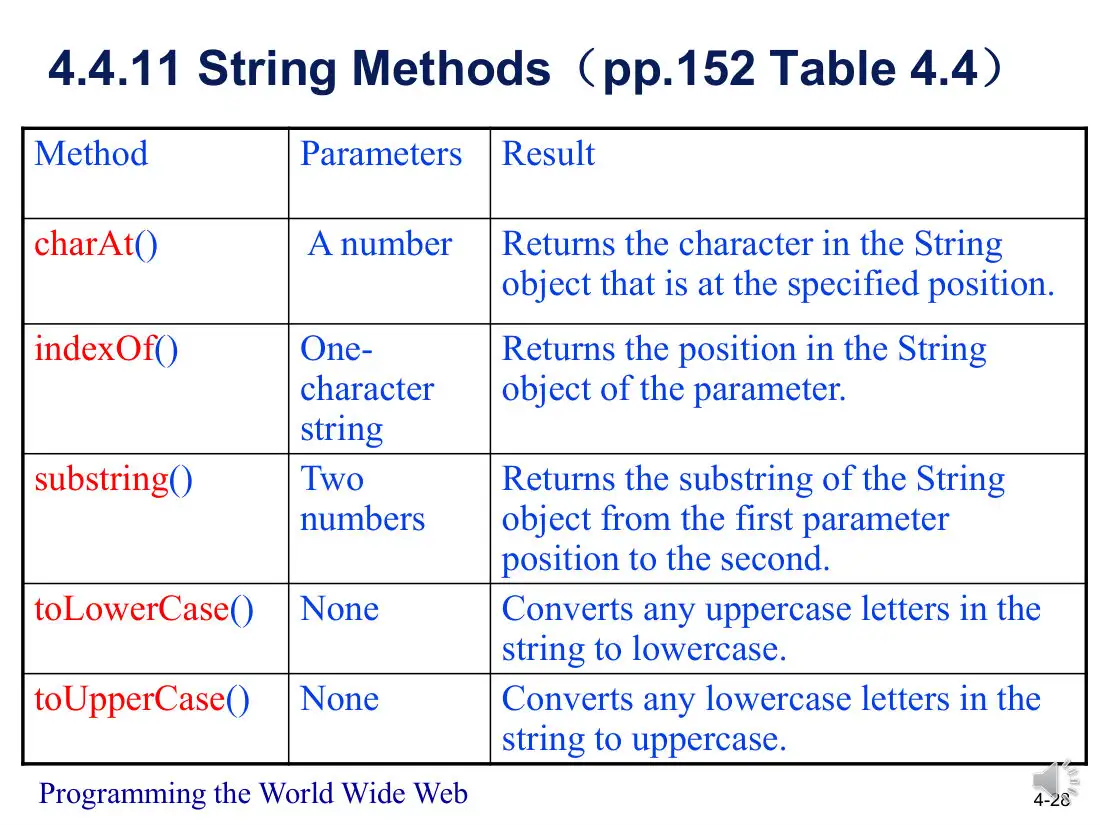 4.4.11 String Methods（pp.152 Table 4.4）
Method Parameters Result
charAt() A number Returns the character in the String
object that is at the specified position.
indexOf() One- Returns the position in the String
character object of the parameter.
string
substring() Two Returns the substring of the String
numbers object from the first parameter
position to the second.
toLowerCase() None Converts any uppercase letters in the
string to lowercase.
toUpperCase() None Converts any lowercase letters in the
string to uppercase.
Programming the World Wide Web
4-28